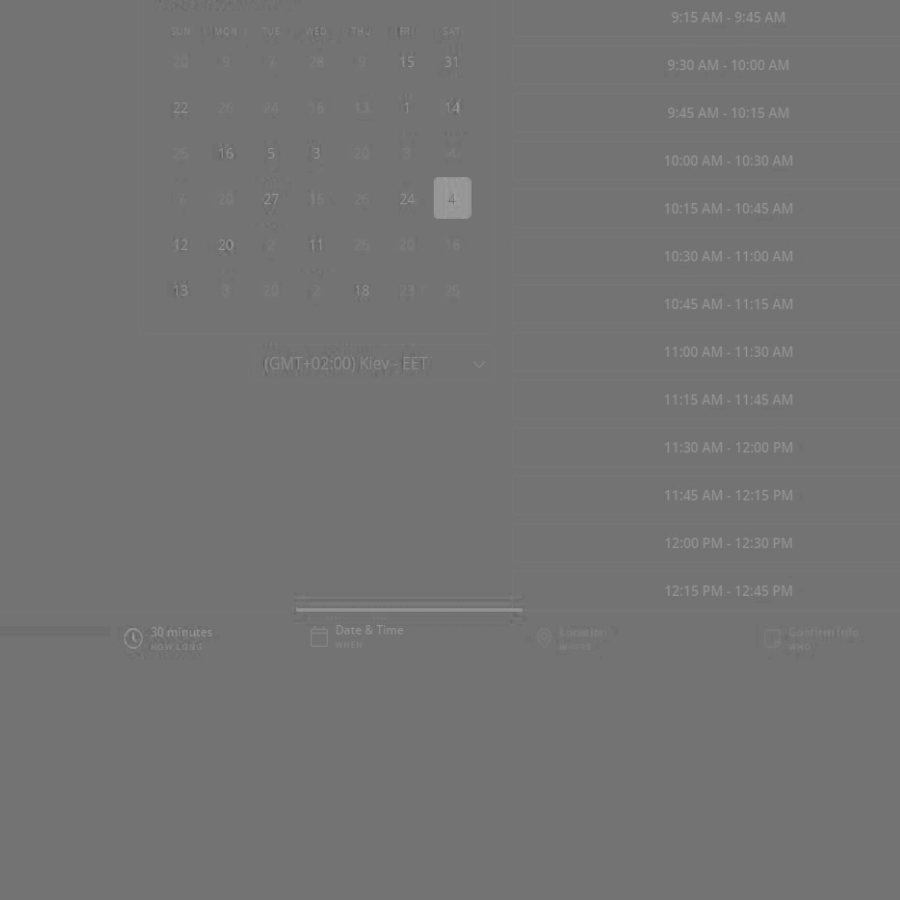 SUN MON TUE WED THU FRI SAT
20 9 7 28 9 15 31
22 26 24 16 13 1 14
26 16 5 3 20 3 4
7 20 27 15 26 24 4
12 20 2 11 25 20 16
13 9 20 2 18 23 25
(GMT+02:00) Kiev - EET
9:15 AM - 9:45 AM
9:30 AM - 10:00 AM
9:45 AM - 10:15 AM
10:00 AM - 10:30 AM
10:15 AM - 10:45 AM
10:30 AM - 11:00 AM
10:45 AM - 11:15 AM
11:00 AM - 11:30 AM
11:15 AM - 11:45 AM
11:30 AM - 12:00 PM
11:45 AM - 12:15 PM
12:00 PM - 12:30 PM
12:15 PM - 12:45 PM
30 minutes
HOW LONG
Date & Time
WHEN
Location
WHERE
Confirm Info
WHO